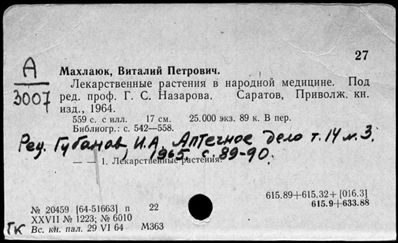 27
А
3007
Махлаюк, Виталий Петрович.
Лекарственные растения в народной медицине. Под
ред. проф. Г. С. Назарова. Саратов, Приволж. кн.
изд., 1964.
559 с. с илл. 17 см. 25.000 экз. 89 к. В пер.
Библиогр.: с. 542—558.
Рец. Губанов И.А. Аптечное дело т.14 №3.
1965. с.89-90.
— — 1. Лекарственные растения.
615.89+615.32+[016.3]
№ 20459 [64-51663] п 22
615.9+633.88
XXVII № 1223; № 6010
ГК Вс. кн. пал. 29 VI 64 М363